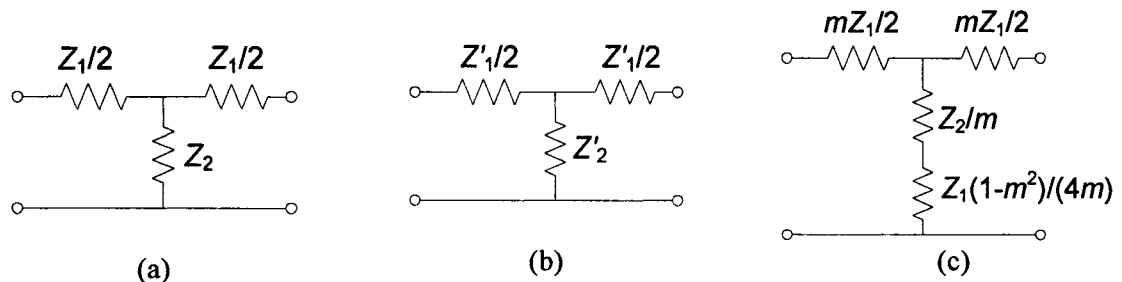 Z₁/2 Z₁/2
Z₂
(a)
Z'₁/2 Z'₁/2
Z'₂
(b)
mZ₁/2 mZ₁/2
Z₂/m
Z₁(1-m²)/(4m)
(c)